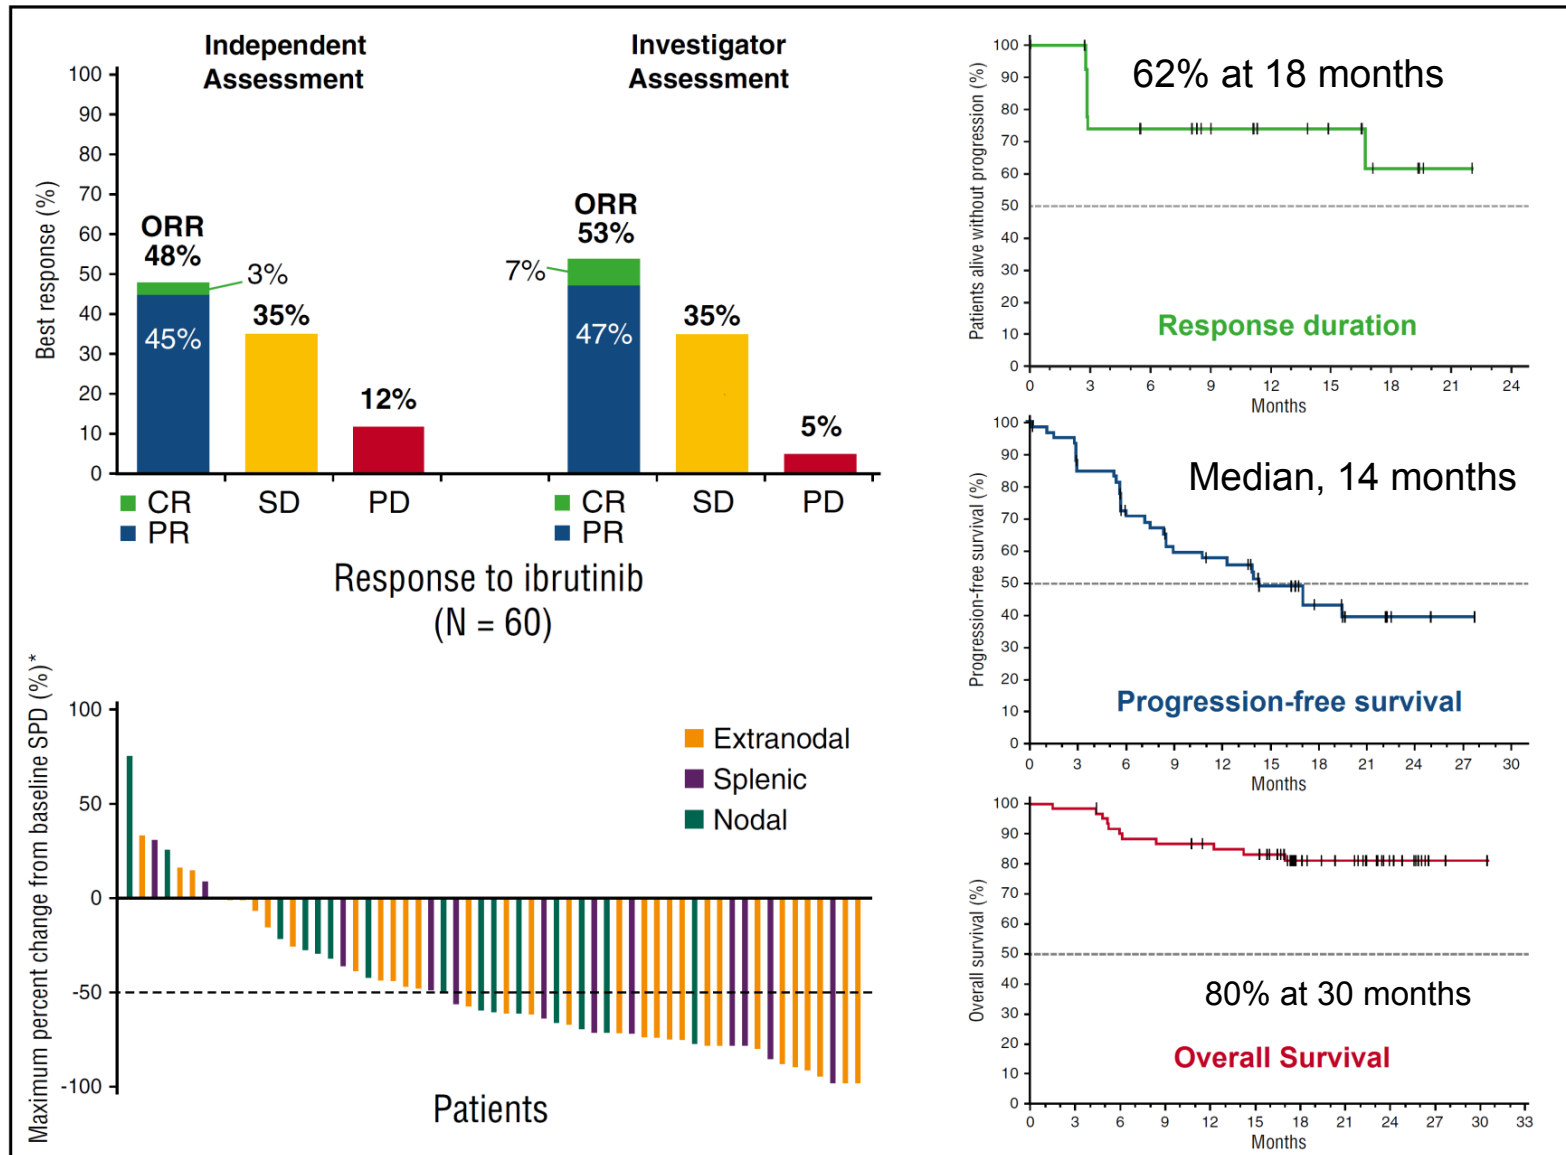 Independent
Assessment
Investigator
Assessment
Best response (%)
100
90
80
70
60
50
40
30
20
10
0
ORR
48%
3%
45%
35%
12%
ORR
53%
7%
47%
35%
5%
CR
PR
SD
PD
CR
PR
SD
PD
Response to ibrutinib
(N = 60)
Maximum percent change from baseline SPD (%)*
100
50
0
-50
-100
Extranodal
Splenic
Nodal
Patients
Patients alive without progression (%)
100
90
80
70
60
50
40
30
20
10
0
62% at 18 months
Response duration
0 3 6 9 12 15 18 21 24
Months
Progression-free survival (%)
100
90
80
70
60
50
40
30
20
10
0
Median, 14 months
Progression-free survival
0 3 6 9 12 15 18 21 24 27 30
Months
Overall survival (%)
100
90
80
70
60
50
40
30
20
10
0
80% at 30 months
Overall Survival
0 3 6 9 12 15 18 21 24 27 30 33
Months